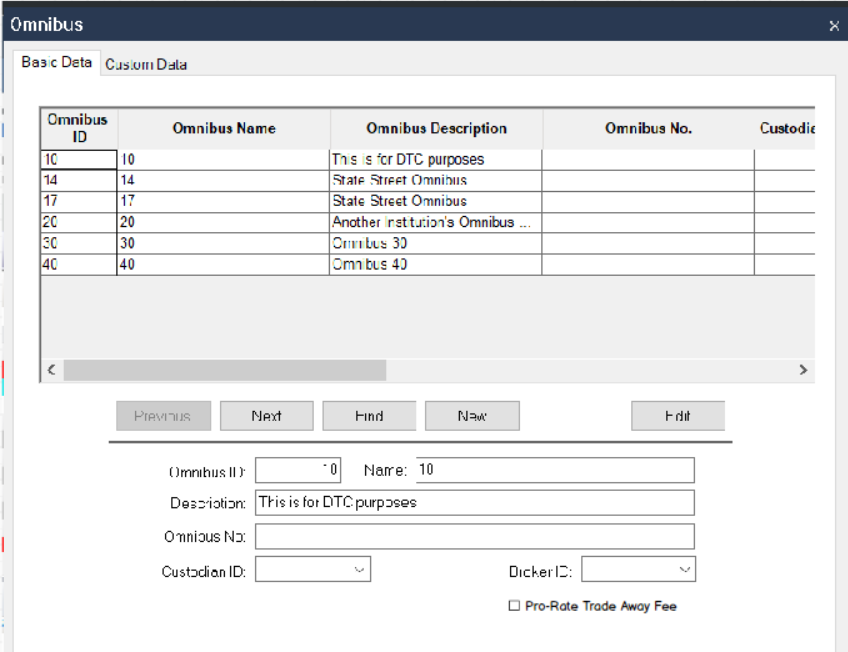 Omnibus
Basic Data Custom Data
Omnibus ID Omnibus Name Omnibus Description Omnibus No. Custodia
10 10 This is for DTC purposes
14 14 State Street Omnibus
17 17 State Street Omnibus
20 20 Another Institution's Omnibus ...
30 30 Omnibus 30
40 40 Omnibus 40
Previous Next Find New Edit
Omnibus ID: 10 Name: 10
Description: This is for DTC purposes
Omnibus No:
Custodian ID: Broker ID:
Pro-Rate Trade Away Fee